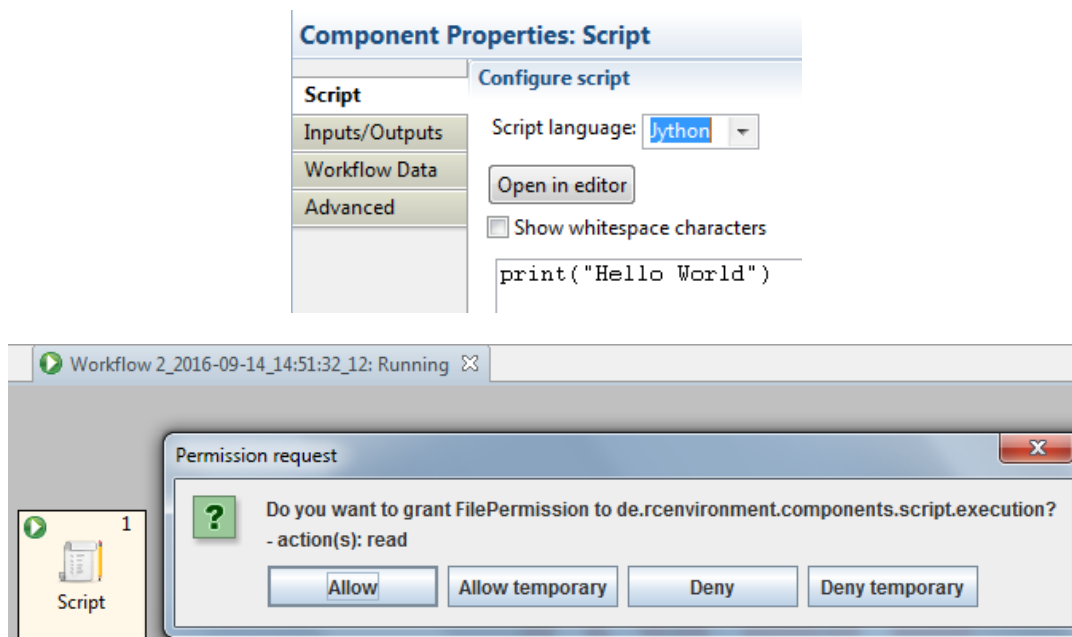 Component Properties: Script
Script
Inputs/Outputs
Workflow Data
Advanced
Configure script
Script language: Jython
Open in editor
Show whitespace characters
print("Hello World")
Workflow 2_2016-09-14_14:51:32_12: Running
Permission request
Do you want to grant FilePermission to de.rcenvironment.components.script.execution?
- action(s): read
Allow Allow temporary Deny Deny temporary
1
Script